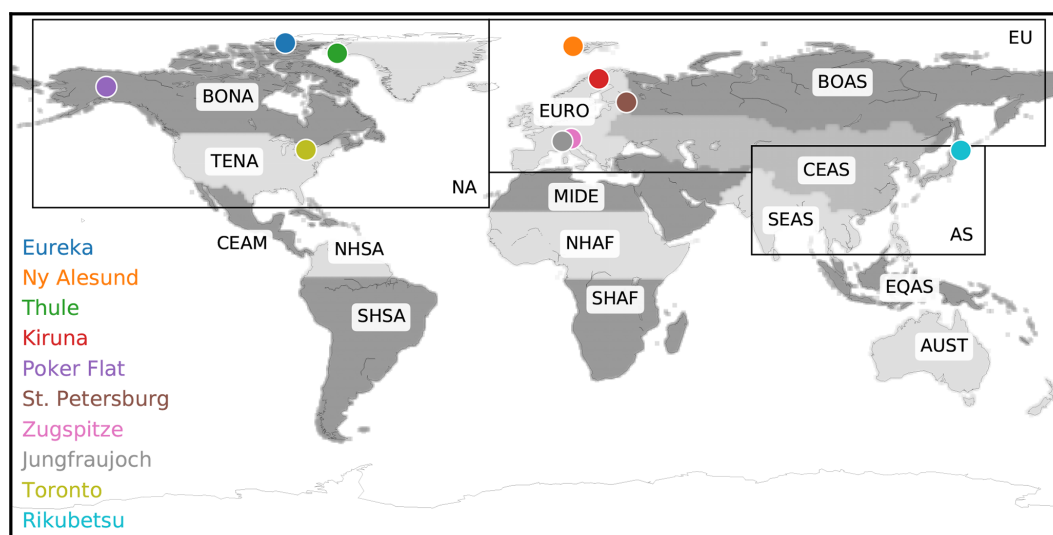 EU
BONA
BOAS
EURO
TENA
CEAS
NA
MIDE
SEAS
AS
CEAM
NHSA
NHAF
Eureka
Ny Alesund
EQAS
SHAF
Thule
SHSA
Kiruna
AUST
Poker Flat
St. Petersburg
Zugspitze
Jungfraujoch
Toronto
Rikubetsu